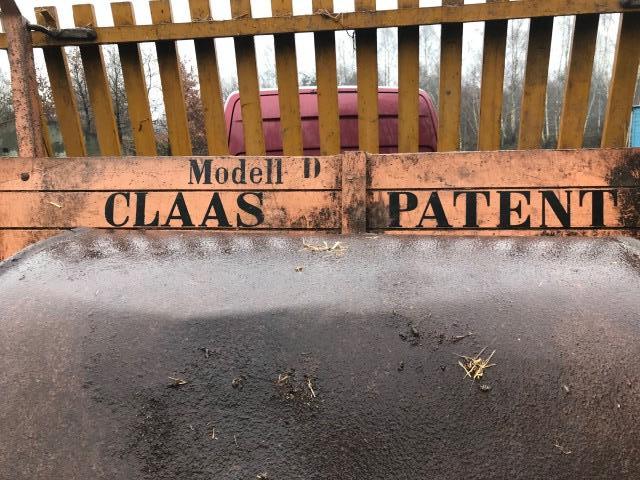 Modell D
CLAAS PATENT